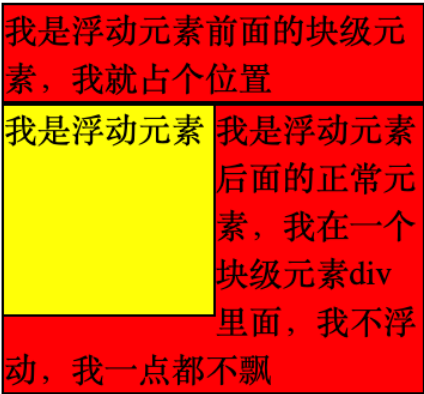 我是浮动元素前面的块级元
素，我就占个位置
我是浮动元素
我是浮动元素
后面的正常元
素，我在一个
块级元素div
里面，我不浮
动，我一点都不飘